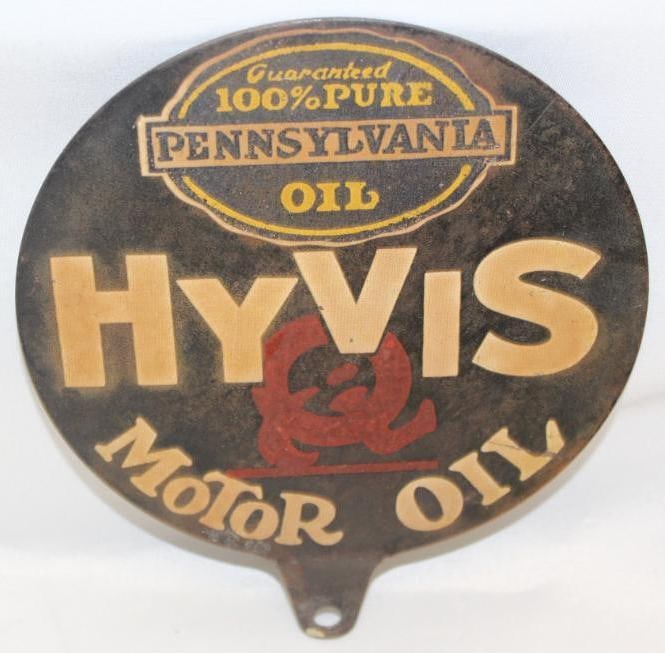 Guaranteed
100% PURE
PENNSYLVANIA
OIL
HYVIS
MOTOR OIL